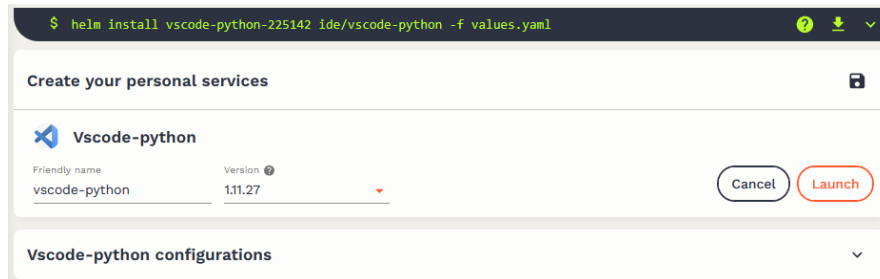 $ helm install vscode-python-225142 ide/vscode-python -f values.yaml
Create your personal services
Vscode-python
Friendly name Version
vscode-python 1.11.27
Cancel Launch
Vscode-python configurations